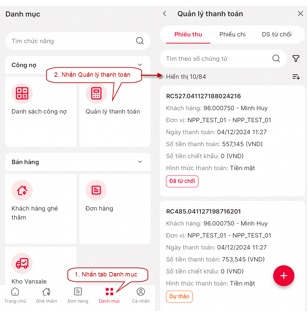 Danh mục
Tìm chức năng
Công nợ
2. Nhấn Quản lý thanh toán
Danh sách công nợ
Quản lý thanh toán
Bán hàng
Khách hàng ghé thăm
Đơn hàng
Kho Vansale
1. Nhấn tab Danh mục
Trang chủ
Ghé thăm
Đơn hàng
Danh mục
Cá nhân
Quản lý thanh toán
Phiếu thu
Phiếu chi
DS từ chối
Tìm theo số chứng từ
Hiển thị 10/84
RC527.041127188024216
Khách hàng: 96.000750 - Minh Huy
Đơn vị: NPP_TEST_01 - NPP_TEST_01
Ngày thanh toán: 04/12/2024 11:27
Số tiền thanh toán: 557,145 (VND)
Số tiền chiết khấu: 0 (VND)
Hình thức thanh toán: Tiền mặt
Đã từ chối
RC485.041127198716201
Khách hàng: 96.000750 - Minh Huy
Đơn vị: NPP_TEST_01 - NPP_TEST_01
Ngày thanh toán: 04/12/2024 11:27
Số tiền thanh toán: 753,545 (VND)
Số tiền chiết khấu: 0 (VND)
Hình thức thanh toán: Tiền mặt
Dự thảo